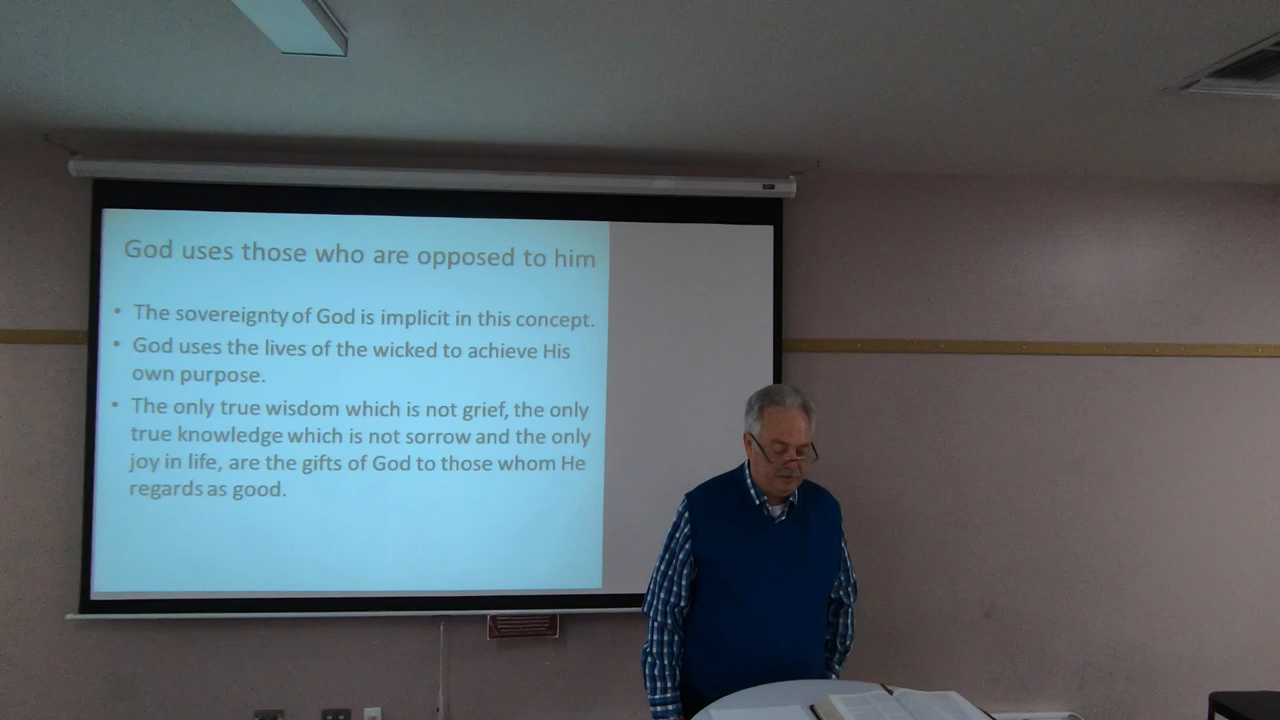 God uses those who are opposed to him
• The sovereignty of God is implicit in this concept.
• God uses the lives of the wicked to achieve His
own purpose.
• The only true wisdom which is not grief, the only
true knowledge which is not sorrow and the only
joy in life, are the gifts of God to those whom He
regards as good.